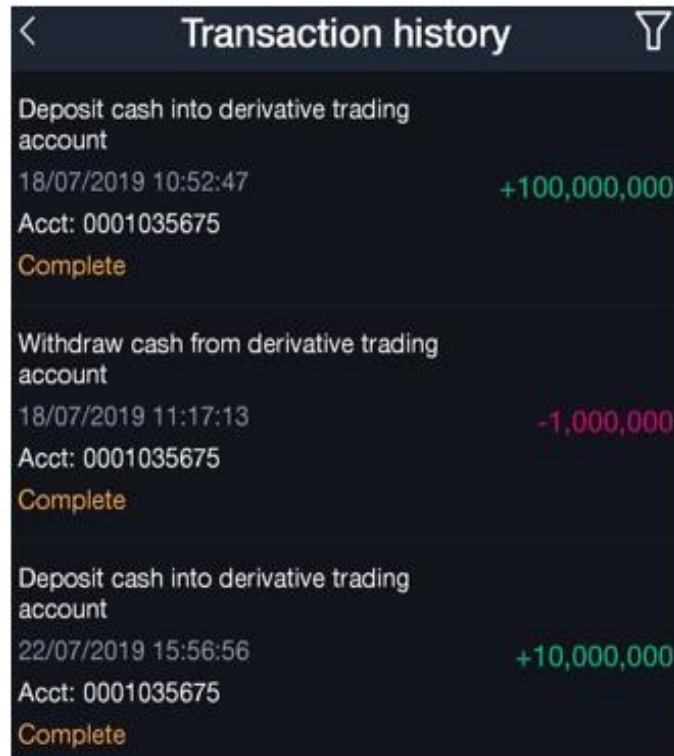 Transaction history
Deposit cash into derivative trading
account
18/07/2019 10:52:47
+100,000,000
Acct: 0001035675
Complete
Withdraw cash from derivative trading
account
18/07/2019 11:17:13
-1,000,000
Acct: 0001035675
Complete
Deposit cash into derivative trading
account
22/07/2019 15:56:56
+10,000,000
Acct: 0001035675
Complete